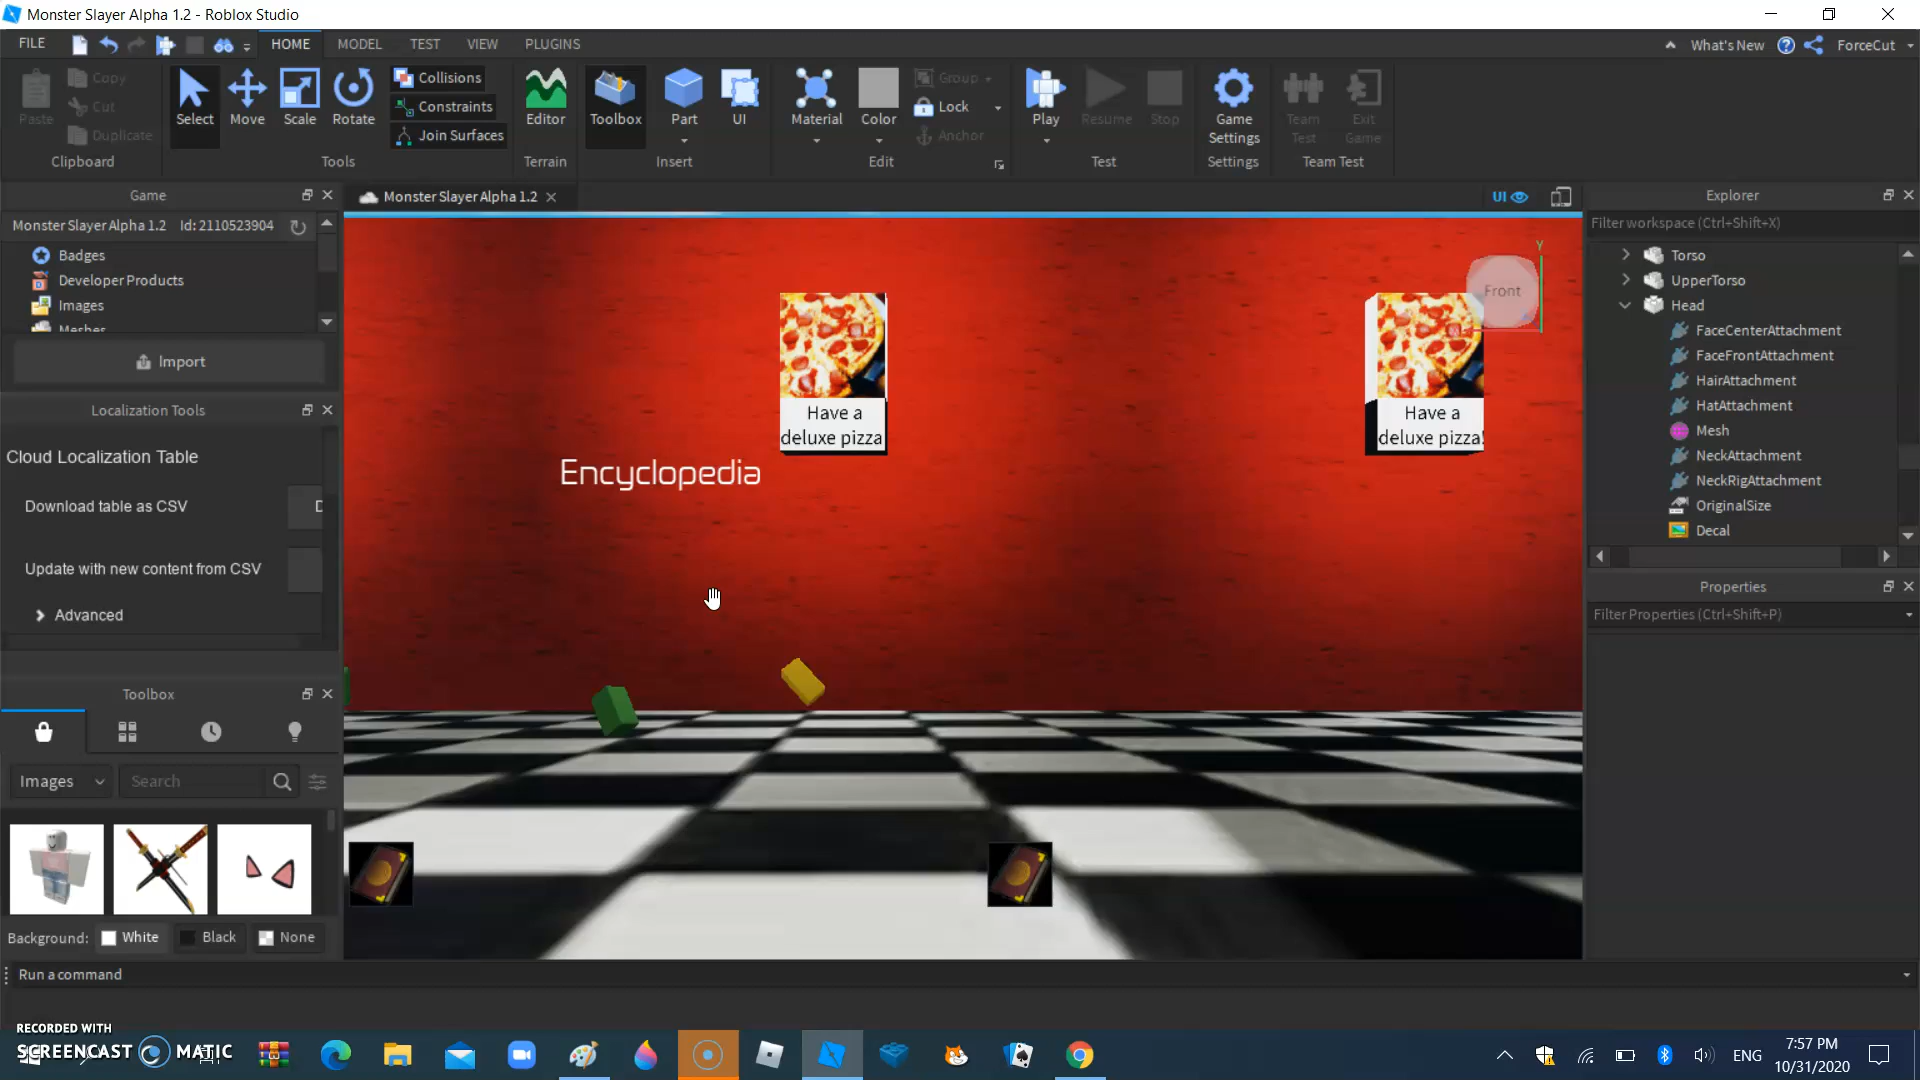 Monster Slayer Alpha 1.2 - Roblox Studio
FILE
HOME
MODEL
TEST
VIEW
PLUGINS
What's New
ForceCut
Paste
Copy
Cut
Duplicate
Clipboard
Select
Move
Scale
Rotate
Collisions
Constraints
Join Surfaces
Tools
Editor
Terrain
Toolbox
Part
UI
Insert
Material
Color
Group
Lock
Anchor
Edit
Play
Resume
Stop
Test
Game
Settings
Settings
Team
Test
Exit
Game
Team Test
Game
Monster Slayer Alpha 1.2 Id:2110523904
Badges
Developer Products
Images
Meshes
Import
Localization Tools
Cloud Localization Table
Download table as CSV
D
Update with new content from CSV
Advanced
Toolbox
Images
Search
Background:
White
Black
None
Monster Slayer Alpha 1.2
UI
Front
Y
Have a
deluxe pizza
Have a
deluxe pizza!
Encyclopedia
Explorer
Filter workspace (Ctrl+Shift+X)
Torso
UpperTorso
Head
FaceCenterAttachment
FaceFrontAttachment
HairAttachment
HatAttachment
Mesh
NeckAttachment
NeckRigAttachment
OriginalSize
Decal
Properties
Filter Properties (Ctrl+Shift+P)
Run a command
RECORDED WITH
SCREENCAST MATIC
ENG
7:57 PM
10/31/2020